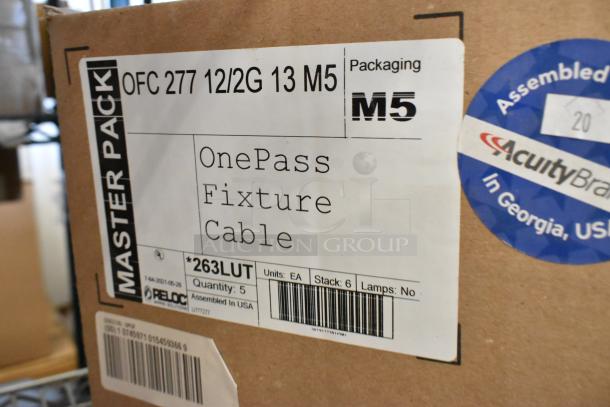 MASTER PACK
OFC 277 12/2G 13 M5
Packaging
M5
OnePass
Fixture
Cable
*263LUT
Quantity: 5
Assembled In USA
Units: EA
Stack: 6
Lamps: No
RELOC
AUCTION GROUP
Assembled
20
AcuityBra
In Georgia, US